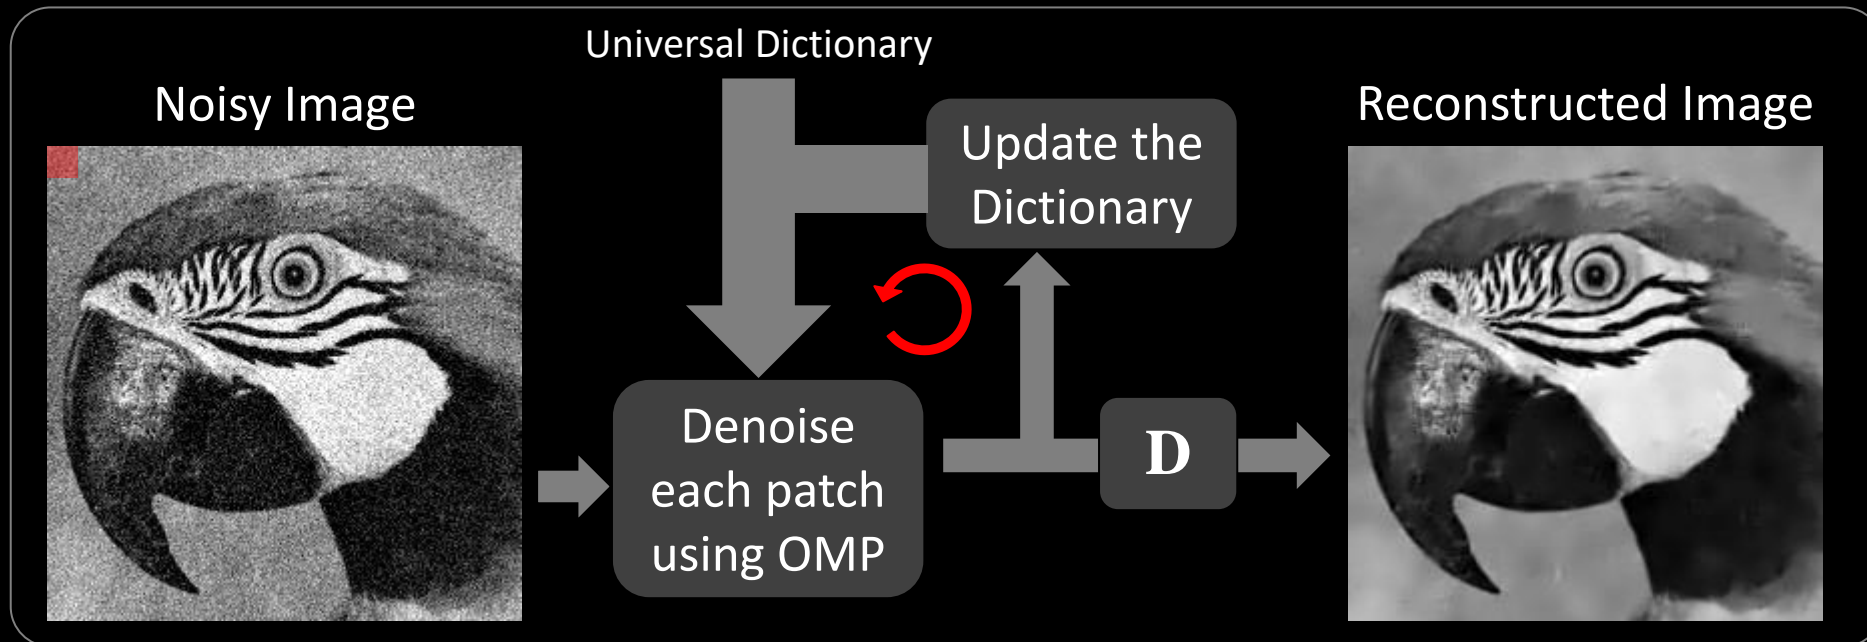 Universal Dictionary
Noisy Image
Update the
Dictionary
Reconstructed Image
Denoise
each patch
using OMP
D